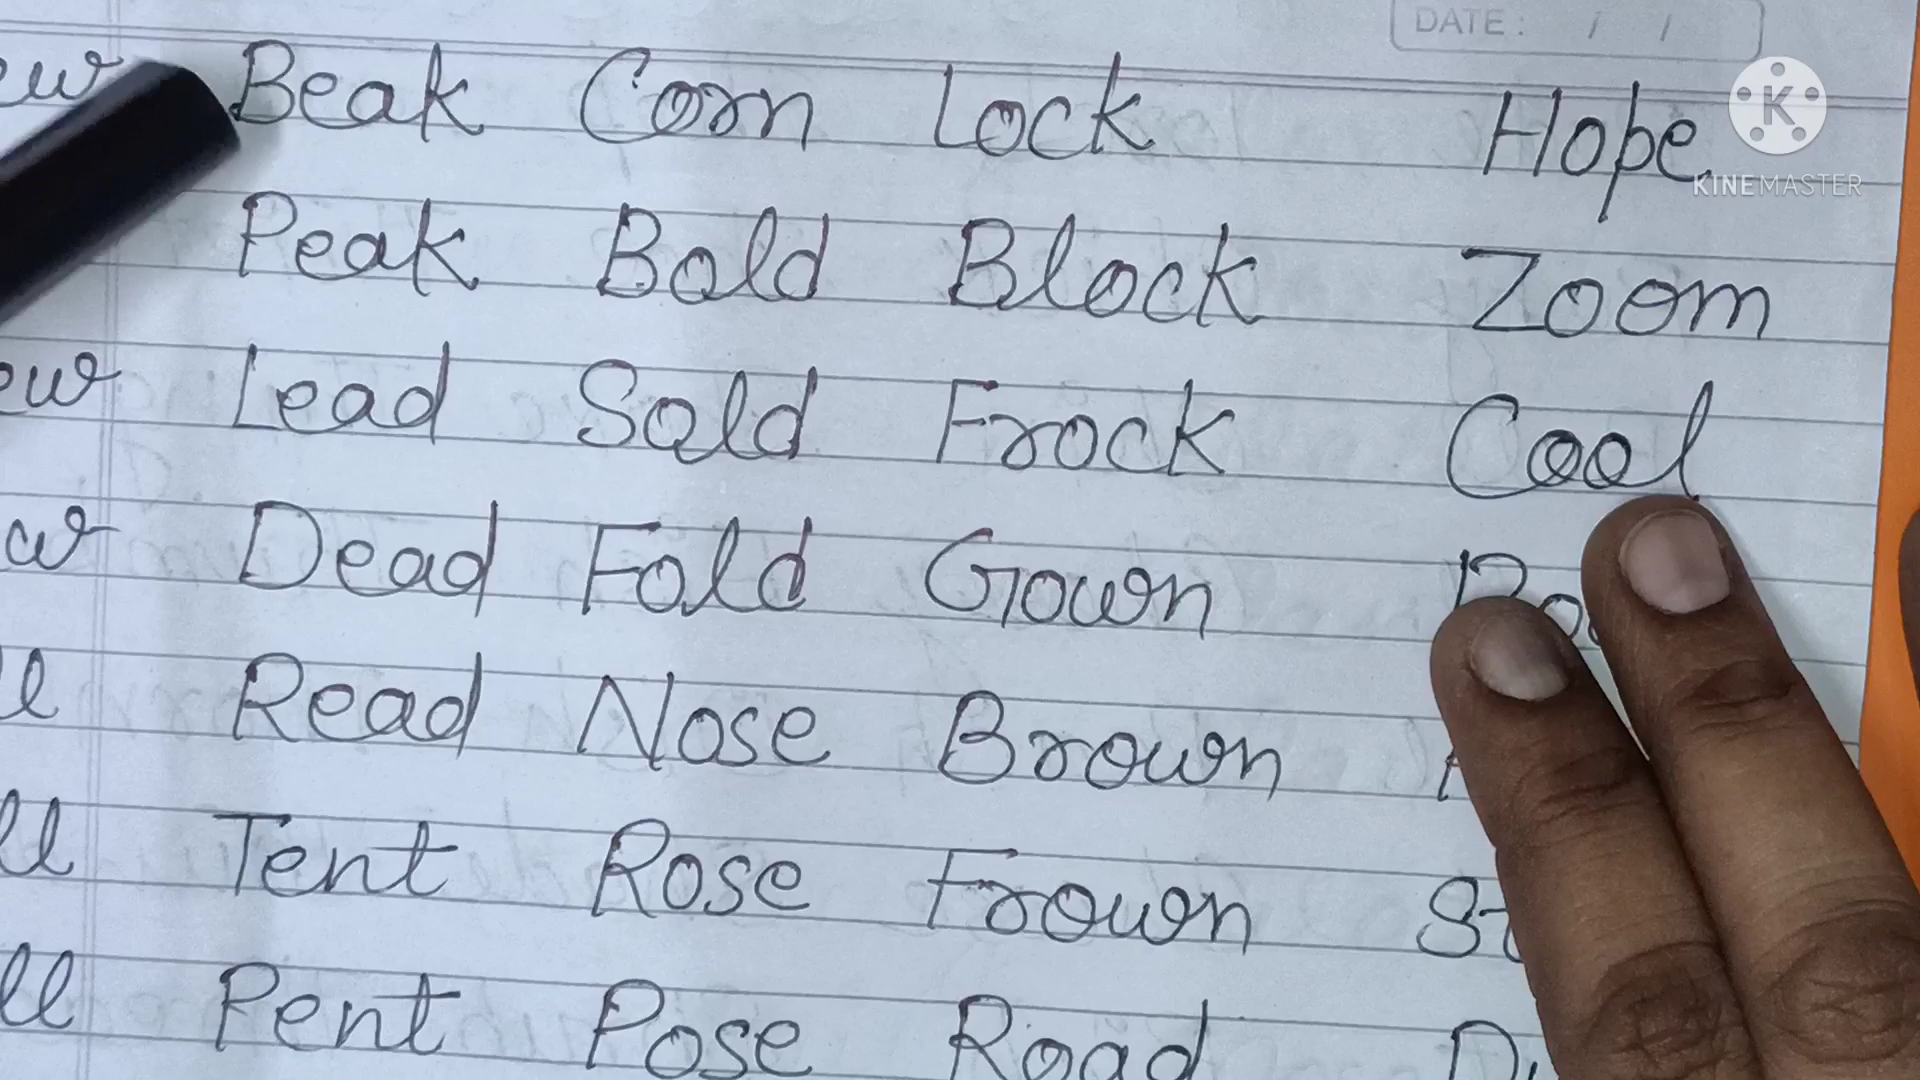 DATE : / /
Beak Corn Lock Hope
KINEMASTER
Peak Bold Block Zoom
Lead Sold Frock Cool
Dead Fold Gown
Read Nose Brown
Tent Rose Frown
Pent Pose Road